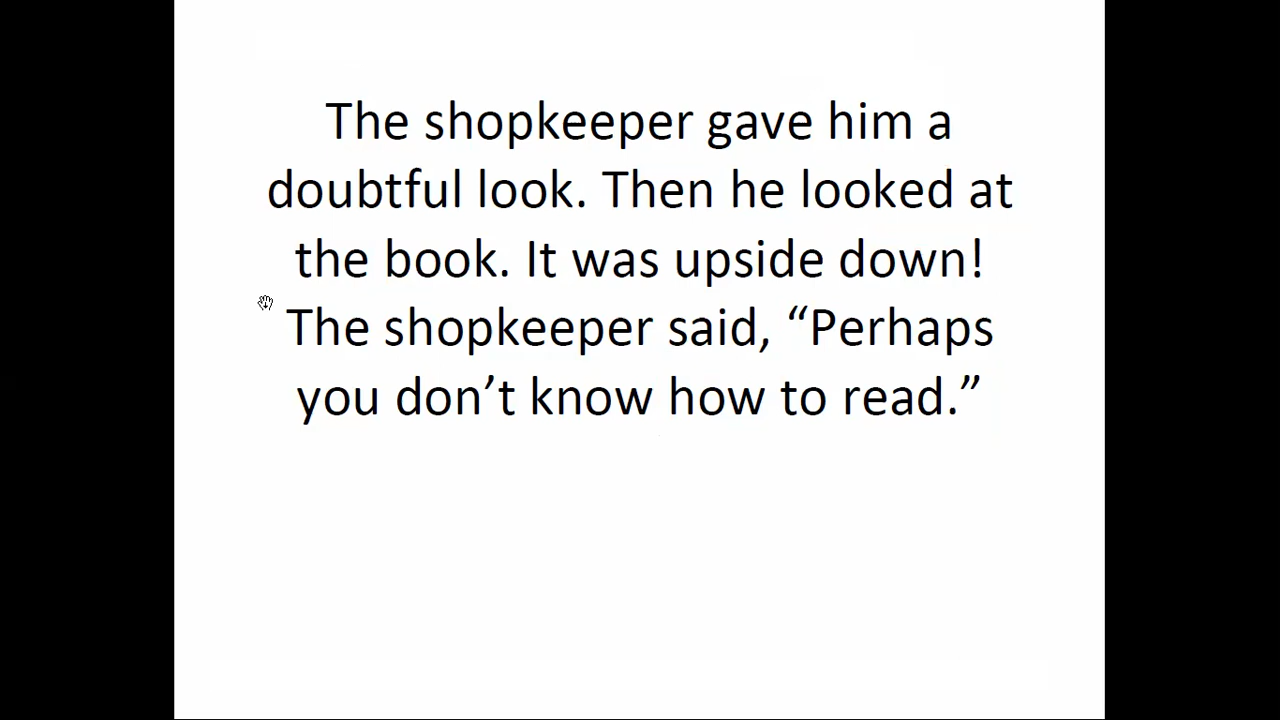 The shopkeeper gave him a
doubtful look. Then he looked at
the book. It was upside down!
The shopkeeper said, “Perhaps
you don’t know how to read.”